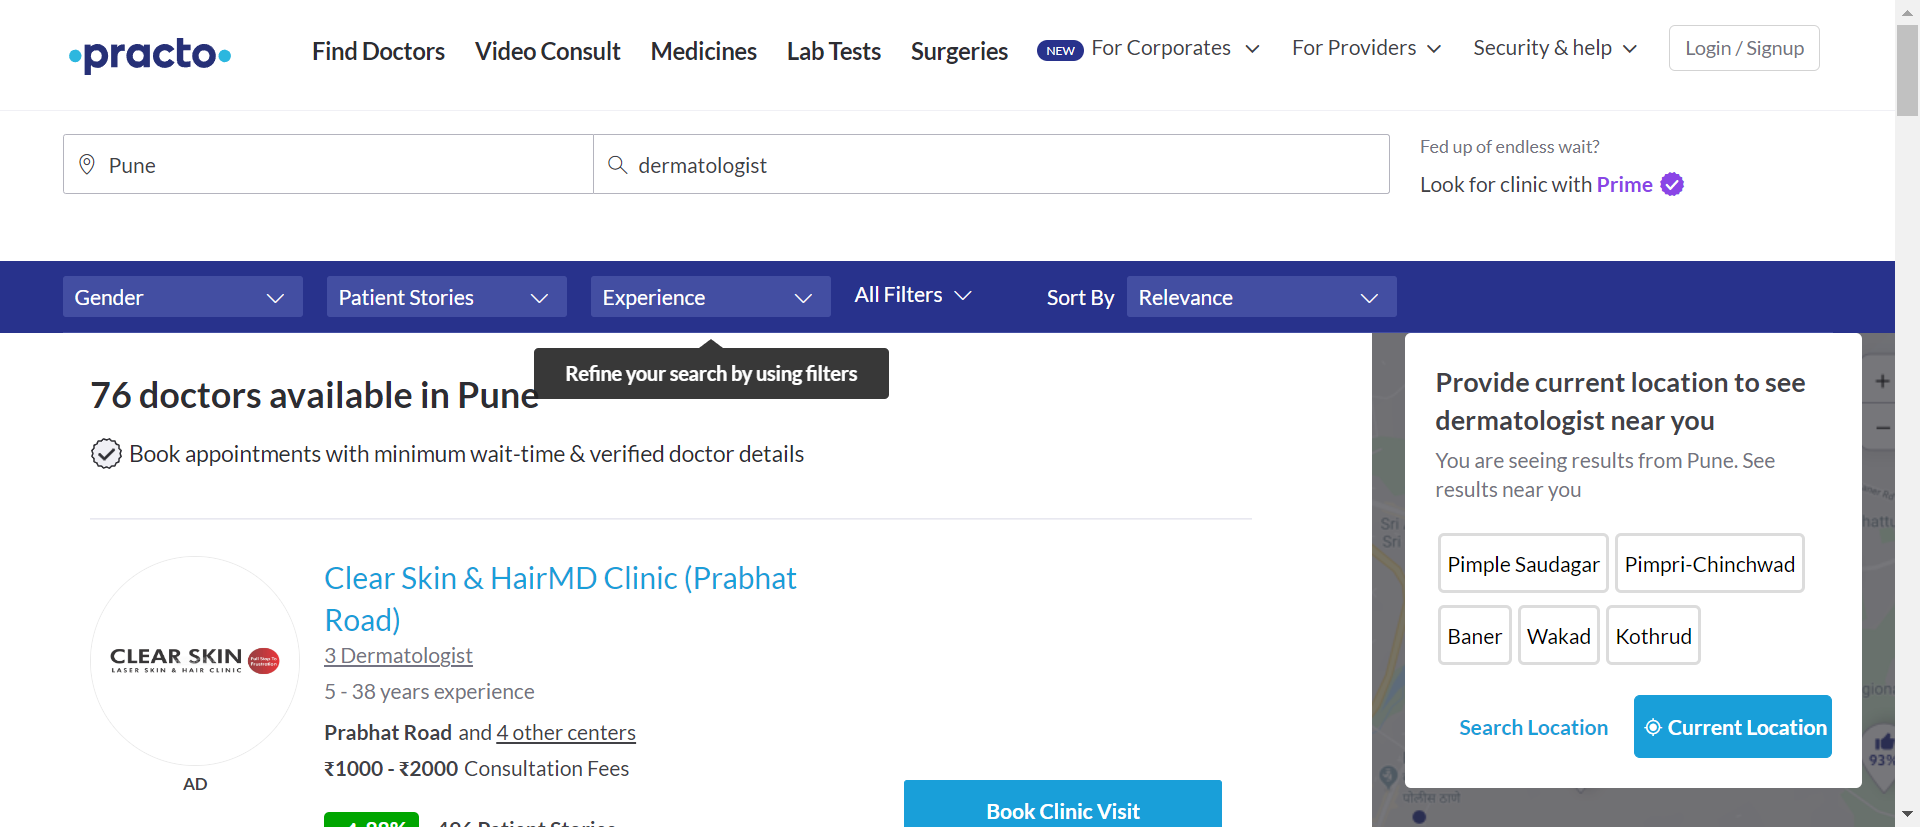 practo
Find Doctors
Video Consult
Medicines
Lab Tests
Surgeries
NEW
For Corporates
For Providers
Security & help
Login / Signup
Pune
dermatologist
Fed up of endless wait?
Look for clinic with Prime
Gender
Patient Stories
Experience
All Filters
Sort By
Relevance
Refine your search by using filters
76 doctors available in Pune
Book appointments with minimum wait-time & verified doctor details
CLEAR SKIN
LASER SKIN & HAIR CLINIC
AD
Clear Skin & HairMD Clinic (Prabhat
Road)
3 Dermatologist
5 - 38 years experience
Prabhat Road and 4 other centers
₹1000 - ₹2000 Consultation Fees
Book Clinic Visit
Provide current location to see
dermatologist near you
You are seeing results from Pune. See
results near you
Pimple Saudagar
Pimpri-Chinchwad
Baner
Wakad
Kothrud
Search Location
Current Location
Sri
Sri
93%
पोलीस ठाणे